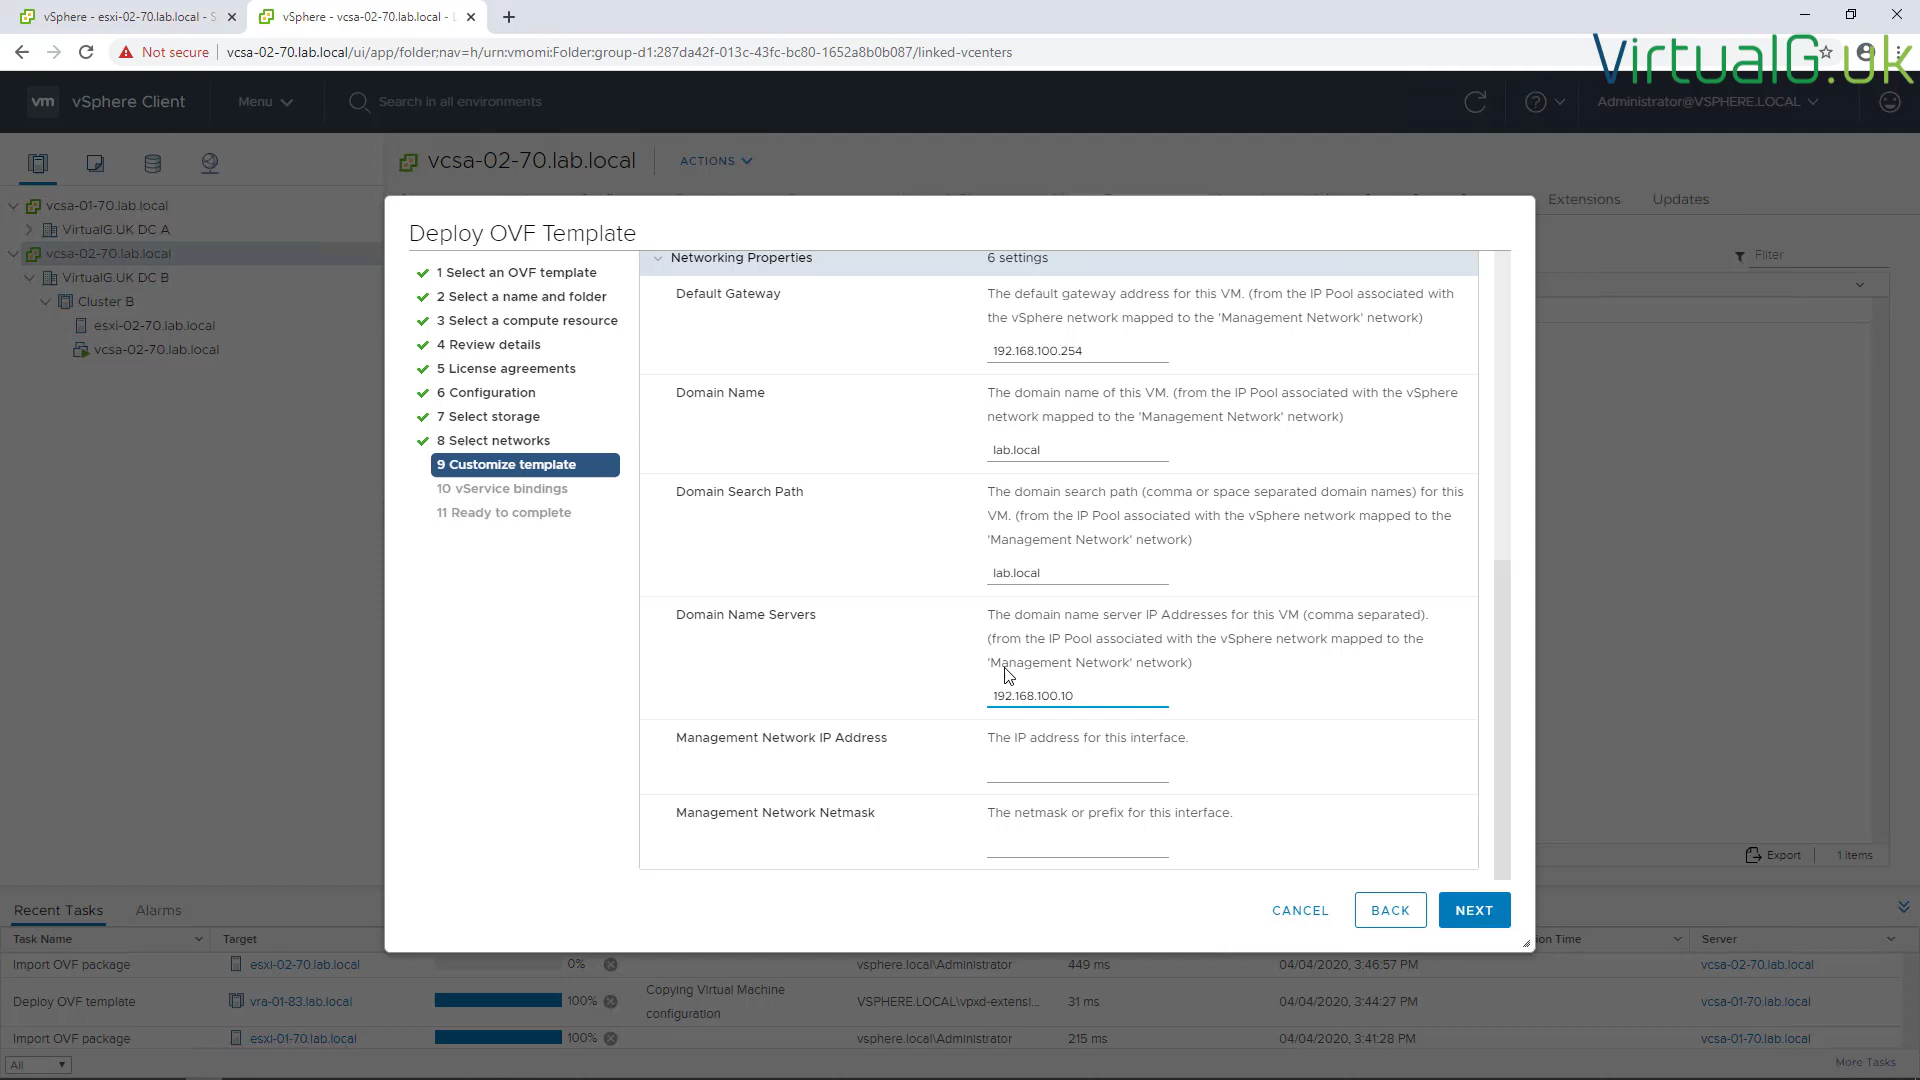 vSphere - esxi-02-70.lab.local - S
vSphere - vcsa-02-70.lab.local - L
Not secure
vcsa-02-70.lab.local/ui/app/folder;nav=h/urn:vmomi:Folder:group-d1:287da42f-013c-43fc-bc80-1652a8b0b087/linked-vcenters
VirtualG.uk
vm
vSphere Client
Menu
Search in all environments
Administrator@VSPHERE.LOCAL
vcsa-02-70.lab.local
ACTIONS
vcsa-01-70.lab.local
VirtualG.UK DC A
vcsa-02-70.lab.local
VirtualG.UK DC B
Cluster B
esxi-02-70.lab.local
vcsa-02-70.lab.local
Extensions
Updates
Filter
Export
1 items
Deploy OVF Template
1 Select an OVF template
2 Select a name and folder
3 Select a compute resource
4 Review details
5 License agreements
6 Configuration
7 Select storage
8 Select networks
9 Customize template
10 vService bindings
11 Ready to complete
Networking Properties
6 settings
Default Gateway
The default gateway address for this VM. (from the IP Pool associated with
the vSphere network mapped to the 'Management Network' network)
192.168.100.254
Domain Name
The domain name of this VM. (from the IP Pool associated with the vSphere
network mapped to the 'Management Network' network)
lab.local
Domain Search Path
The domain search path (comma or space separated domain names) for this
VM. (from the IP Pool associated with the vSphere network mapped to the
'Management Network' network)
lab.local
Domain Name Servers
The domain name server IP Addresses for this VM (comma separated).
(from the IP Pool associated with the vSphere network mapped to the
'Management Network' network)
192.168.100.10
Management Network IP Address
The IP address for this interface.
Management Network Netmask
The netmask or prefix for this interface.
CANCEL
BACK
NEXT
Recent Tasks
Alarms
Task Name
Target
on Time
Server
Import OVF package
esxi-02-70.lab.local
0%
vsphere.local\Administrator
449 ms
04/04/2020, 3:46:57 PM
vcsa-02-70.lab.local
Deploy OVF template
vra-01-83.lab.local
100%
Copying Virtual Machine
configuration
VSPHERE.LOCAL\vpxd-extensi...
31 ms
04/04/2020, 3:44:27 PM
vcsa-01-70.lab.local
Import OVF package
esxi-01-70.lab.local
100%
vsphere.local\Administrator
215 ms
04/04/2020, 3:41:28 PM
vcsa-01-70.lab.local
All
More Tasks